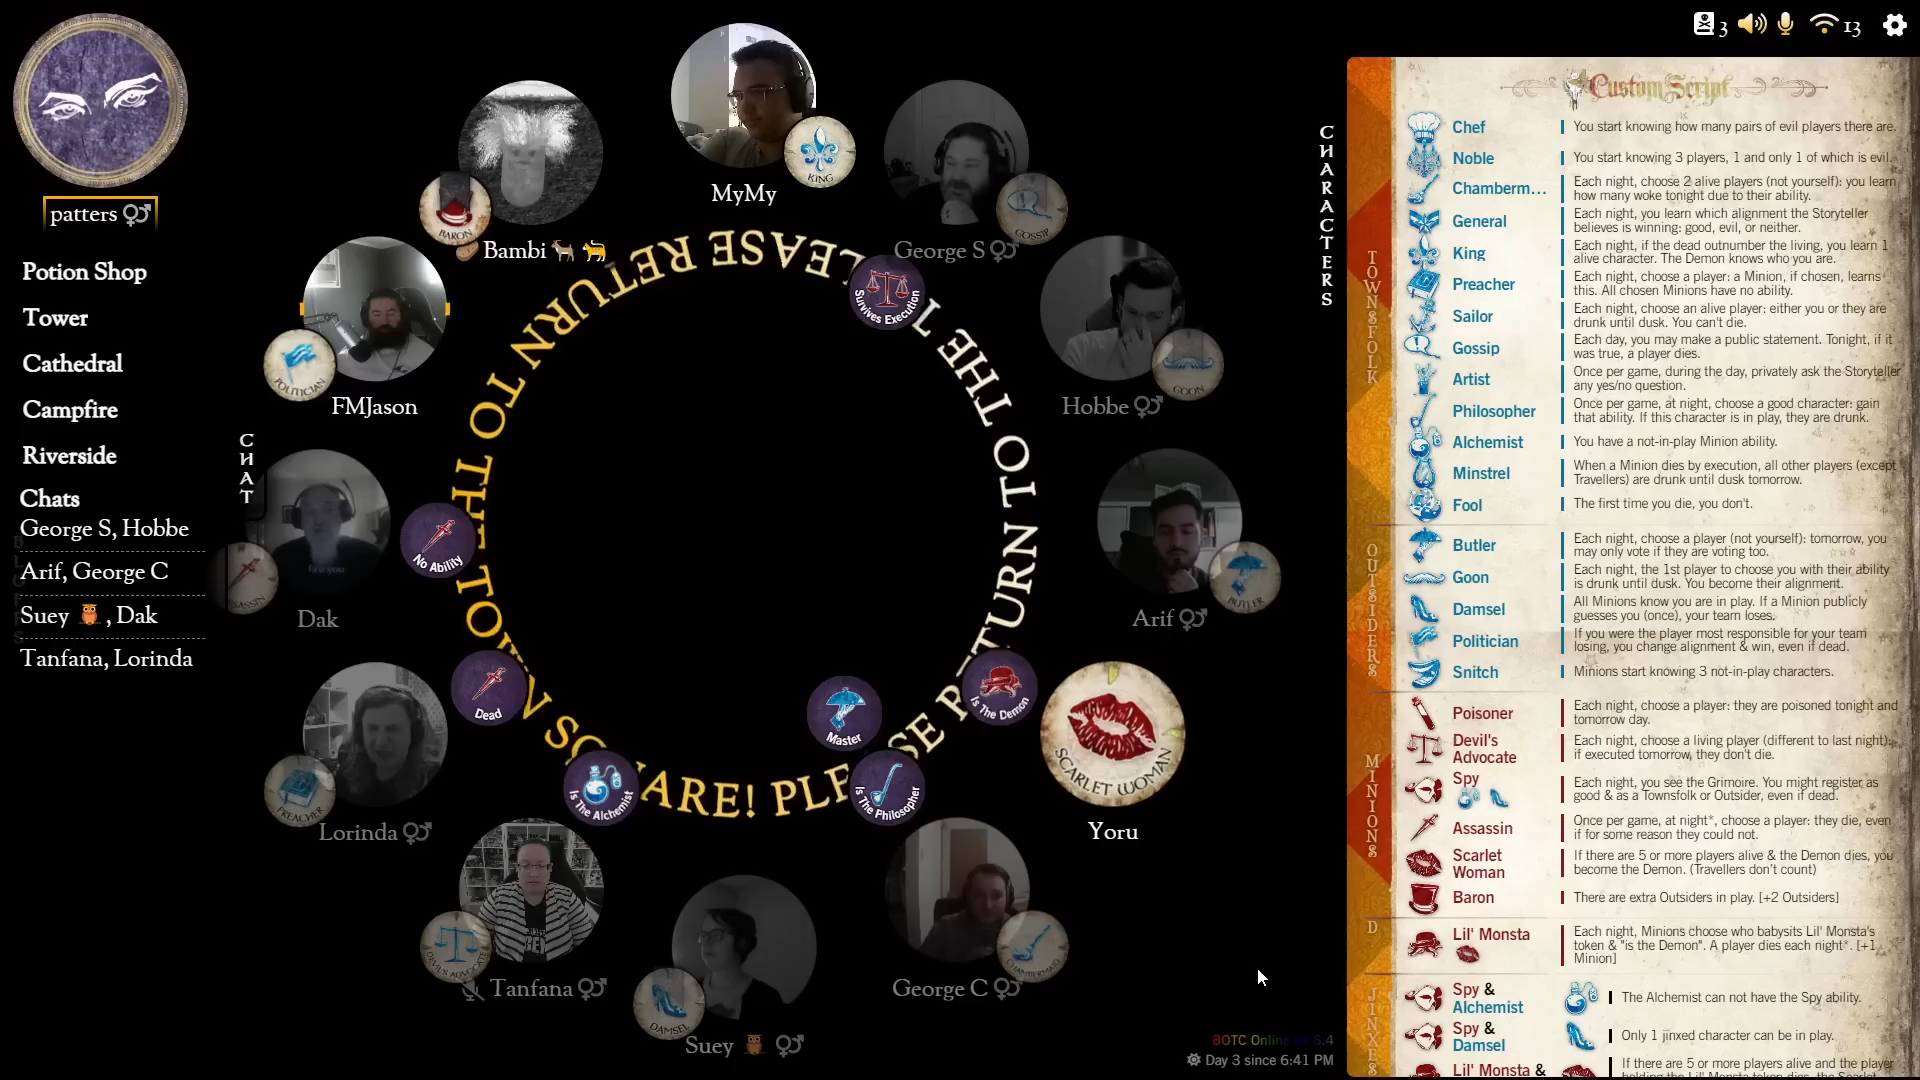 3
13
patters
Potion Shop
Tower
Cathedral
Campfire
Riverside
Chats
George S, Hobbe
Arif, George C
Suey 🦉 , Dak
Tanfana, Lorinda
CHAT
CHARACTERS
PLEASE RETURN TO THE TOWN SQUARE!
PLEASE RETURN TO THE T
MyMy
KING
George S
GOSSIP
Hobbe
GOON
Arif
BUTLER
Yoru
SCARLET WOMAN
George C
CHAMBERMAID
Suey 🦉
DAMSEL
Tanfana
DEVIL'S ADVOCATE
Lorinda
PREACHER
Dak
ASSASSIN
FMJason
POLITICIAN
Bambi
BARON
Survives Execution
Is The Demon
Master
Is The Philosopher
Is The Alchemist
Dead
No Ability
BOTC Online
Day 3 since 6:41 PM
Custom Script
TOWNSFOLK
Chef
You start knowing how many pairs of evil players there are.
Noble
You start knowing 3 players, 1 and only 1 of which is evil.
Chamberm…
Each night, choose 2 alive players (not yourself): you learn
how many woke tonight due to their ability.
General
Each night, you learn which alignment the Storyteller
believes is winning: good, evil, or neither.
King
Each night, if the dead outnumber the living, you learn 1
alive character. The Demon knows who you are.
Preacher
Each night, choose a player: a Minion, if chosen, learns
this. All chosen Minions have no ability.
Sailor
Each night, choose an alive player: either you or they are
drunk until dusk. You can't die.
Gossip
Each day, you may make a public statement. Tonight, if it
was true, a player dies.
Artist
Once per game, during the day, privately ask the Storyteller
any yes/no question.
Philosopher
Once per game, at night, choose a good character: gain
that ability. If this character is in play, they are drunk.
Alchemist
You have a not-in-play Minion ability.
Minstrel
When a Minion dies by execution, all other players (except
Travellers) are drunk until dusk tomorrow.
Fool
The first time you die, you don't.
OUTSIDERS
Butler
Each night, choose a player (not yourself): tomorrow, you
may only vote if they are voting too.
Goon
Each night, the 1st player to choose you with their ability
is drunk until dusk. You become their alignment.
Damsel
All Minions know you are in play. If a Minion publicly
guesses you (once), your team loses.
Politician
If you were the player most responsible for your team
losing, you change alignment & win, even if dead.
Snitch
Minions start knowing 3 not-in-play characters.
MINIONS
Poisoner
Each night, choose a player: they are poisoned tonight and
tomorrow day.
Devil's
Advocate
Each night, choose a living player (different to last night):
if executed tomorrow, they don't die.
Spy
Each night, you see the Grimoire. You might register as
good & as a Townsfolk or Outsider, even if dead.
Assassin
Once per game, at night*, choose a player: they die, even
if for some reason they could not.
Scarlet
Woman
If there are 5 or more players alive & the Demon dies, you
become the Demon. (Travellers don't count)
Baron
There are extra Outsiders in play. [+2 Outsiders]
D
Lil' Monsta
Each night, Minions choose who babysits Lil' Monsta's
token & "is the Demon". A player dies each night*. [+1
Minion]
JINXES
Spy &
Alchemist
The Alchemist can not have the Spy ability.
Spy &
Damsel
Only 1 jinxed character can be in play.
Lil' Monsta &
If there are 5 or more players alive and the player